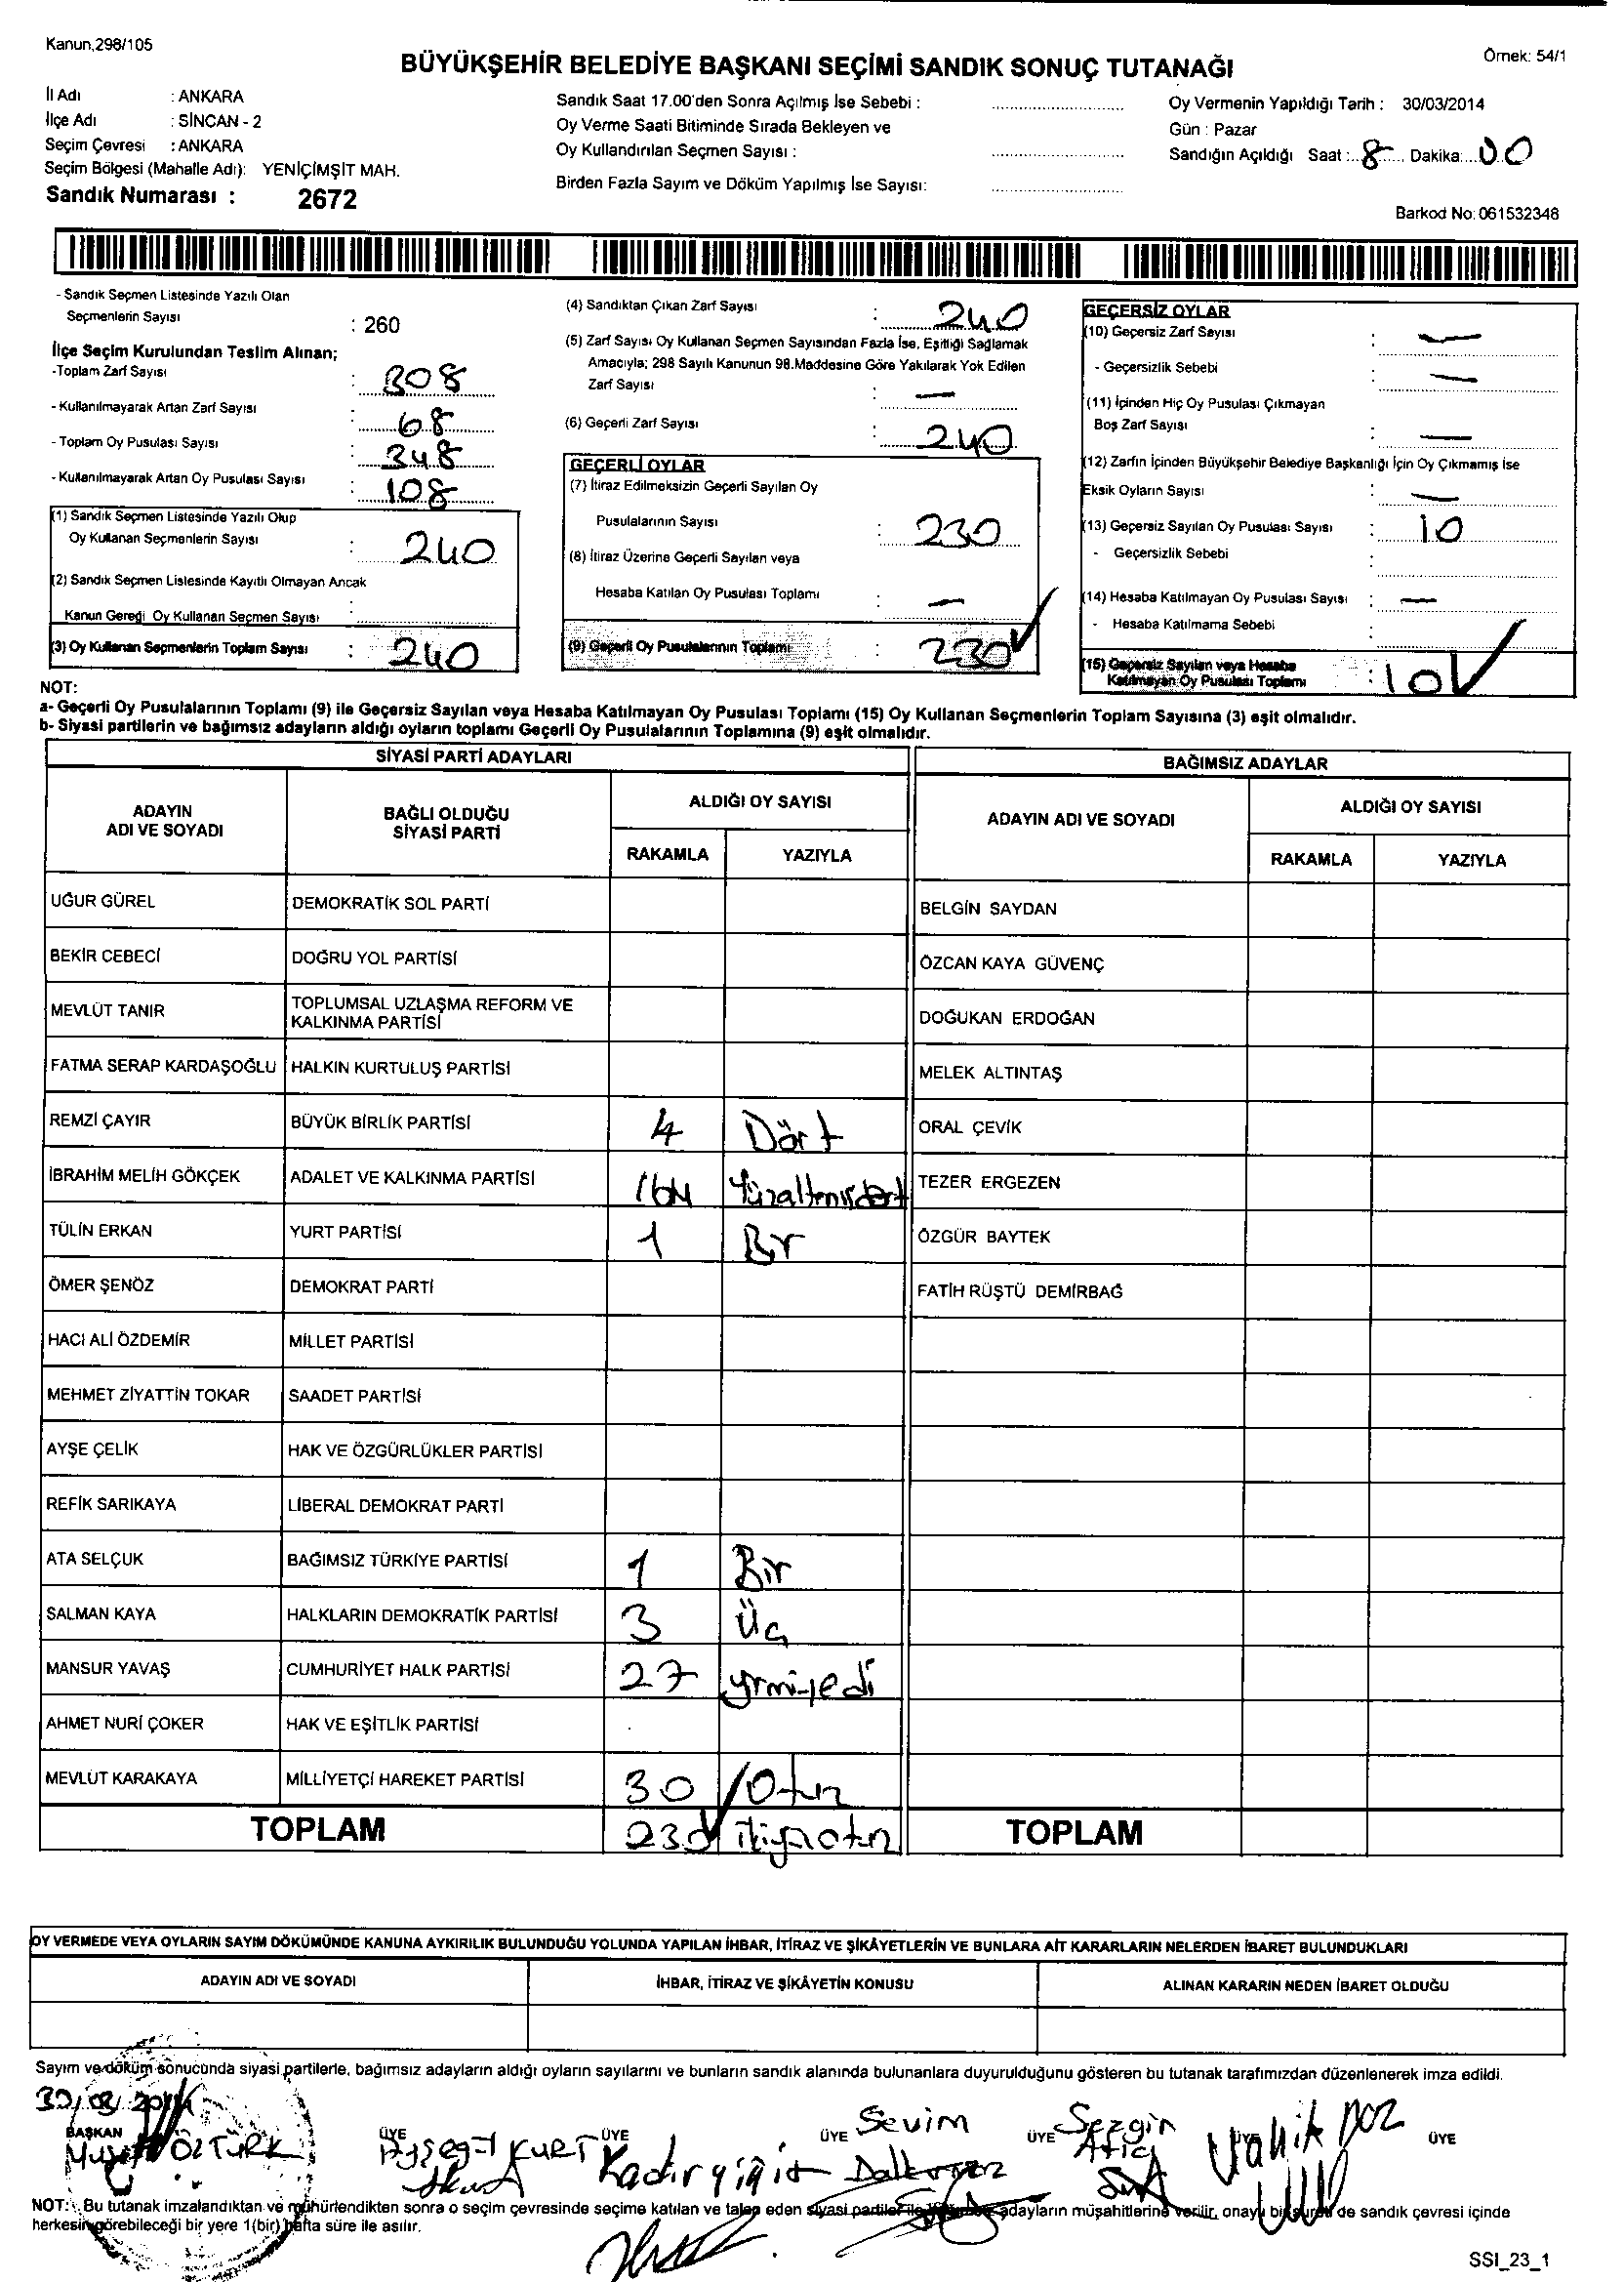 Kanun,298/105
Örnek: 54/1
BÜYÜKŞEHİR BELEDİYE BAŞKANI SEÇİMİ SANDIK SONUÇ TUTANAĞI
İl Adı : ANKARA
İlçe Adı : SİNCAN - 2
Seçim Çevresi : ANKARA
Seçim Bölgesi (Mahalle Adı): YENİÇİMŞİT MAH.
Sandık Numarası : 2672
Sandık Saat 17.00'den Sonra Açılmış İse Sebebi :
Oy Verme Saati Bitiminde Sırada Bekleyen ve
Oy Kullandırılan Seçmen Sayısı :
Birden Fazla Sayım ve Döküm Yapılmış İse Sayısı:
Oy Vermenin Yapıldığı Tarih : 30/03/2014
Gün : Pazar
Sandığın Açıldığı Saat : 8 Dakika: 00
Barkod No: 061532348
- Sandık Seçmen Listesinde Yazılı Olan
Seçmenlerin Sayısı : 260
İlçe Seçim Kurulundan Teslim Alınan;
-Toplam Zarf Sayısı : 308
- Kullanılmayarak Artan Zarf Sayısı : 68
- Toplam Oy Pusulası Sayısı : 348
- Kullanılmayarak Artan Oy Pusulası Sayısı : 108
(1) Sandık Seçmen Listesinde Yazılı Olup
Oy Kullanan Seçmenlerin Sayısı : 240
(2) Sandık Seçmen Listesinde Kayıtlı Olmayan Ancak
Kanun Gereği Oy Kullanan Seçmen Sayısı :
(3) Oy Kullanan Seçmenlerin Toplam Sayısı : 240
(4) Sandıktan Çıkan Zarf Sayısı : 240
(5) Zarf Sayısı Oy Kullanan Seçmen Sayısından Fazla İse, Eşitliği Sağlamak
Amacıyla; 298 Sayılı Kanunun 98.Maddesine Göre Yakılarak Yok Edilen
Zarf Sayısı : —
(6) Geçerli Zarf Sayısı : 240
GEÇERLİ OYLAR
(7) İtiraz Edilmeksizin Geçerli Sayılan Oy
Pusulalarının Sayısı : 230
(8) İtiraz Üzerine Geçerli Sayılan veya
Hesaba Katılan Oy Pusulası Toplamı : —
(9) Geçerli Oy Pusulalarının Toplamı : 230
GEÇERSİZ OYLAR
(10) Geçersiz Zarf Sayısı : —
- Geçersizlik Sebebi : —
(11) İçinden Hiç Oy Pusulası Çıkmayan
Boş Zarf Sayısı : —
(12) Zarfın İçinden Büyükşehir Belediye Başkanlığı İçin Oy Çıkmamış İse
Eksik Oyların Sayısı : —
(13) Geçersiz Sayılan Oy Pusulası Sayısı : 10
- Geçersizlik Sebebi :
(14) Hesaba Katılmayan Oy Pusulası Sayısı : —
- Hesaba Katılmama Sebebi :
(15) Geçersiz Sayılan veya Hesaba
Katılmayan Oy Pusulası Toplamı : 10
NOT:
a- Geçerli Oy Pusulalarının Toplamı (9) ile Geçersiz Sayılan veya Hesaba Katılmayan Oy Pusulası Toplamı (15) Oy Kullanan Seçmenlerin Toplam Sayısına (3) eşit olmalıdır.
b- Siyasi partilerin ve bağımsız adayların aldığı oyların toplamı Geçerli Oy Pusulalarının Toplamına (9) eşit olmalıdır.
SİYASİ PARTİ ADAYLARI
BAĞIMSIZ ADAYLAR
ADAYIN ADI VE SOYADI
BAĞLI OLDUĞU SİYASİ PARTİ
ALDIĞI OY SAYISI
RAKAMLA YAZIYLA
ADAYIN ADI VE SOYADI
ALDIĞI OY SAYISI
RAKAMLA YAZIYLA
UĞUR GÜREL DEMOKRATİK SOL PARTİ BELGİN SAYDAN
BEKİR CEBECİ DOĞRU YOL PARTİSİ ÖZCAN KAYA GÜVENÇ
MEVLÜT TANIR TOPLUMSAL UZLAŞMA REFORM VE KALKINMA PARTİSİ DOĞUKAN ERDOĞAN
FATMA SERAP KARDAŞOĞLU HALKIN KURTULUŞ PARTİSİ MELEK ALTINTAŞ
REMZİ ÇAYIR BÜYÜK BİRLİK PARTİSİ 4 Dört ORAL ÇEVİK
İBRAHİM MELİH GÖKÇEK ADALET VE KALKINMA PARTİSİ 164 Yüzaltmışdört TEZER ERGEZEN
TÜLİN ERKAN YURT PARTİSİ 1 Bir ÖZGÜR BAYTEK
ÖMER ŞENÖZ DEMOKRAT PARTİ FATİH RÜŞTÜ DEMİRBAĞ
HACI ALİ ÖZDEMİR MİLLET PARTİSİ
MEHMET ZİYATTİN TOKAR SAADET PARTİSİ
AYŞE ÇELİK HAK VE ÖZGÜRLÜKLER PARTİSİ
REFİK SARIKAYA LİBERAL DEMOKRAT PARTİ
ATA SELÇUK BAĞIMSIZ TÜRKİYE PARTİSİ 1 Bir
SALMAN KAYA HALKLARIN DEMOKRATİK PARTİSİ 3 Üç
MANSUR YAVAŞ CUMHURİYET HALK PARTİSİ 27 yirmiyedi
AHMET NURİ ÇOKER HAK VE EŞİTLİK PARTİSİ
MEVLÜT KARAKAYA MİLLİYETÇİ HAREKET PARTİSİ 30 Otuz
TOPLAM 230 ikiyüzotuz TOPLAM
OY VERMEDE VEYA OYLARIN SAYIM DÖKÜMÜNDE KANUNA AYKIRILIK BULUNDUĞU YOLUNDA YAPILAN İHBAR, İTİRAZ VE ŞİKÂYETLERİN VE BUNLARA AİT KARARLARIN NELERDEN İBARET BULUNDUKLARI
ADAYIN ADI VE SOYADI İHBAR, İTİRAZ VE ŞİKÂYETİN KONUSU ALINAN KARARIN NEDEN İBARET OLDUĞU
Sayım ve döküm sonucunda siyasi partilerle, bağımsız adayların aldığı oyların sayılarını ve bunların sandık alanında bulunanlara duyurulduğunu gösteren bu tutanak tarafımızdan düzenlenerek imza edildi.
30/03/2014
BAŞKAN ÜYE ÜYE ÜYE ÜYE ÜYE ÜYE
ÖZTÜRK Ayşegül KURT Kadir yiğit Sevim Sezgin Atıcı
NOT: Bu tutanak imzalandıktan ve mühürlendikten sonra o seçim çevresinde seçime katılan ve talep eden siyasi partiler ile adayların müşahitlerine verilir, onaylı bir sureti de sandık çevresi içinde
herkesin görebileceği bir yere 1(bir) hafta süre ile asılır.
SSI_23_1